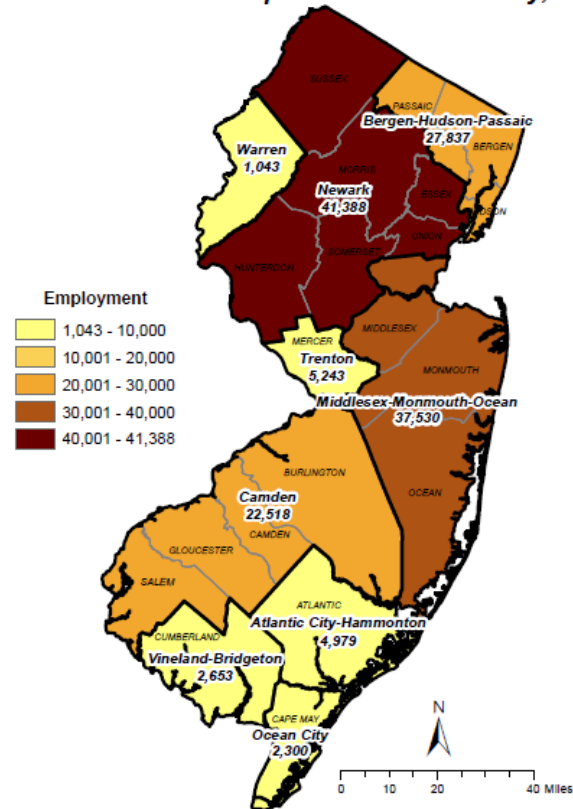 SUSSEX
PASSAIC
Bergen-Hudson-Passaic
27,837
BERGEN
Warren
1,043
MORRIS
Newark
41,388
ESSEX
UNION
SOMERSET
HUNTERDON
Employment
1,043 - 10,000
10,001 - 20,000
20,001 - 30,000
30,001 - 40,000
40,001 - 41,388
MERCER
Trenton
5,243
MIDDLESEX
MONMOUTH
Middlesex-Monmouth-Ocean
37,530
OCEAN
BURLINGTON
Camden
22,518
CAMDEN
GLOUCESTER
SALEM
ATLANTIC
Atlantic City-Hammonton
4,979
CUMBERLAND
Vineland-Bridgeton
2,653
CAPE MAY
Ocean City
2,300
N
0 10 20 30 40 Miles